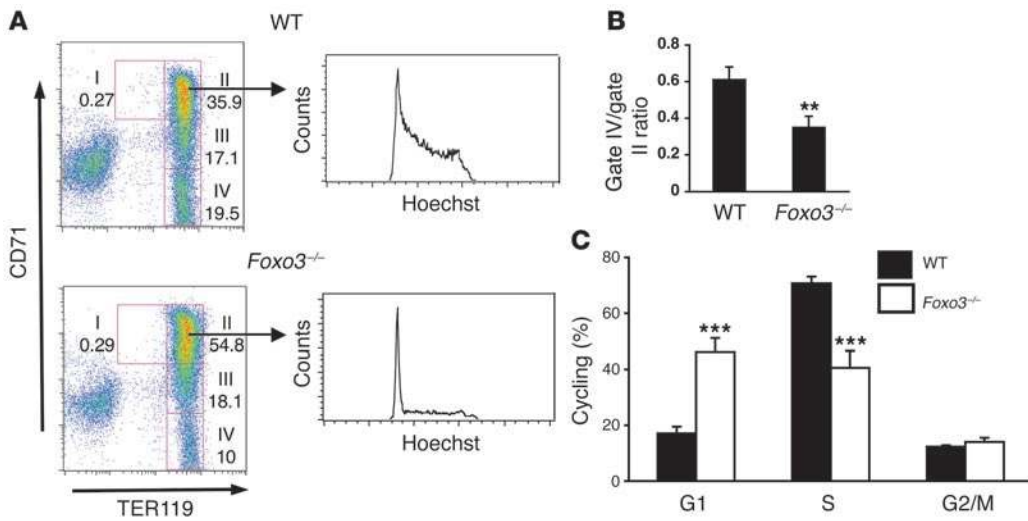 A
WT
I
0.27
II
35.9
III
17.1
IV
19.5
Counts
Hoechst
CD71
Foxo3–/–
I
0.29
II
54.8
III
18.1
IV
10
Counts
Hoechst
TER119
B
Gate IV/gate
II ratio
0.8
0.6
0.4
0.2
0
**
WT
Foxo3–/–
C
Cycling (%)
80
60
40
20
0
WT
Foxo3–/–
***
***
G1
S
G2/M